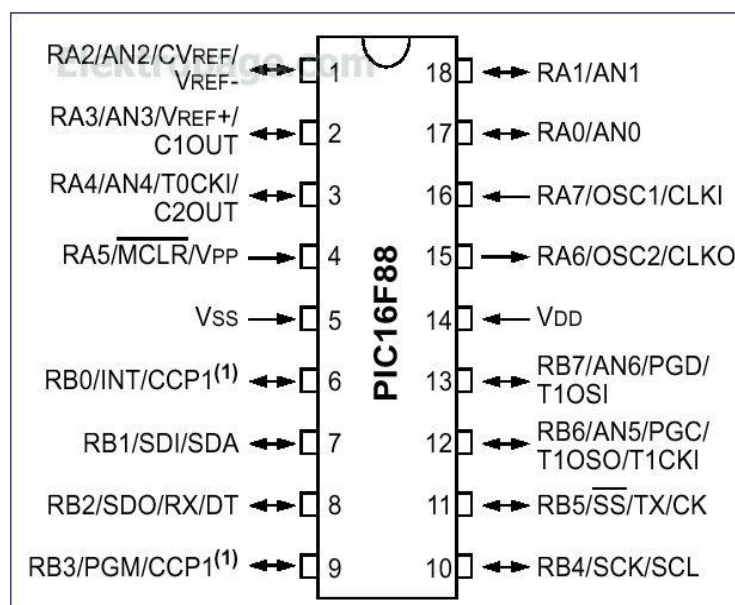 Elektropage.com
RA2/AN2/CVREF/
VREF-
1
18
RA1/AN1
RA3/AN3/VREF+/
C1OUT
2
17
RA0/AN0
RA4/AN4/T0CKI/
C2OUT
3
16
RA7/OSC1/CLKI
RA5/MCLR/VPP
4
15
RA6/OSC2/CLKO
VSS
5
14
VDD
RB0/INT/CCP1(1)
6
13
RB7/AN6/PGD/
T1OSI
RB1/SDI/SDA
7
12
RB6/AN5/PGC/
T1OSO/T1CKI
RB2/SDO/RX/DT
8
11
RB5/SS/TX/CK
RB3/PGM/CCP1(1)
9
10
RB4/SCK/SCL
PIC16F88